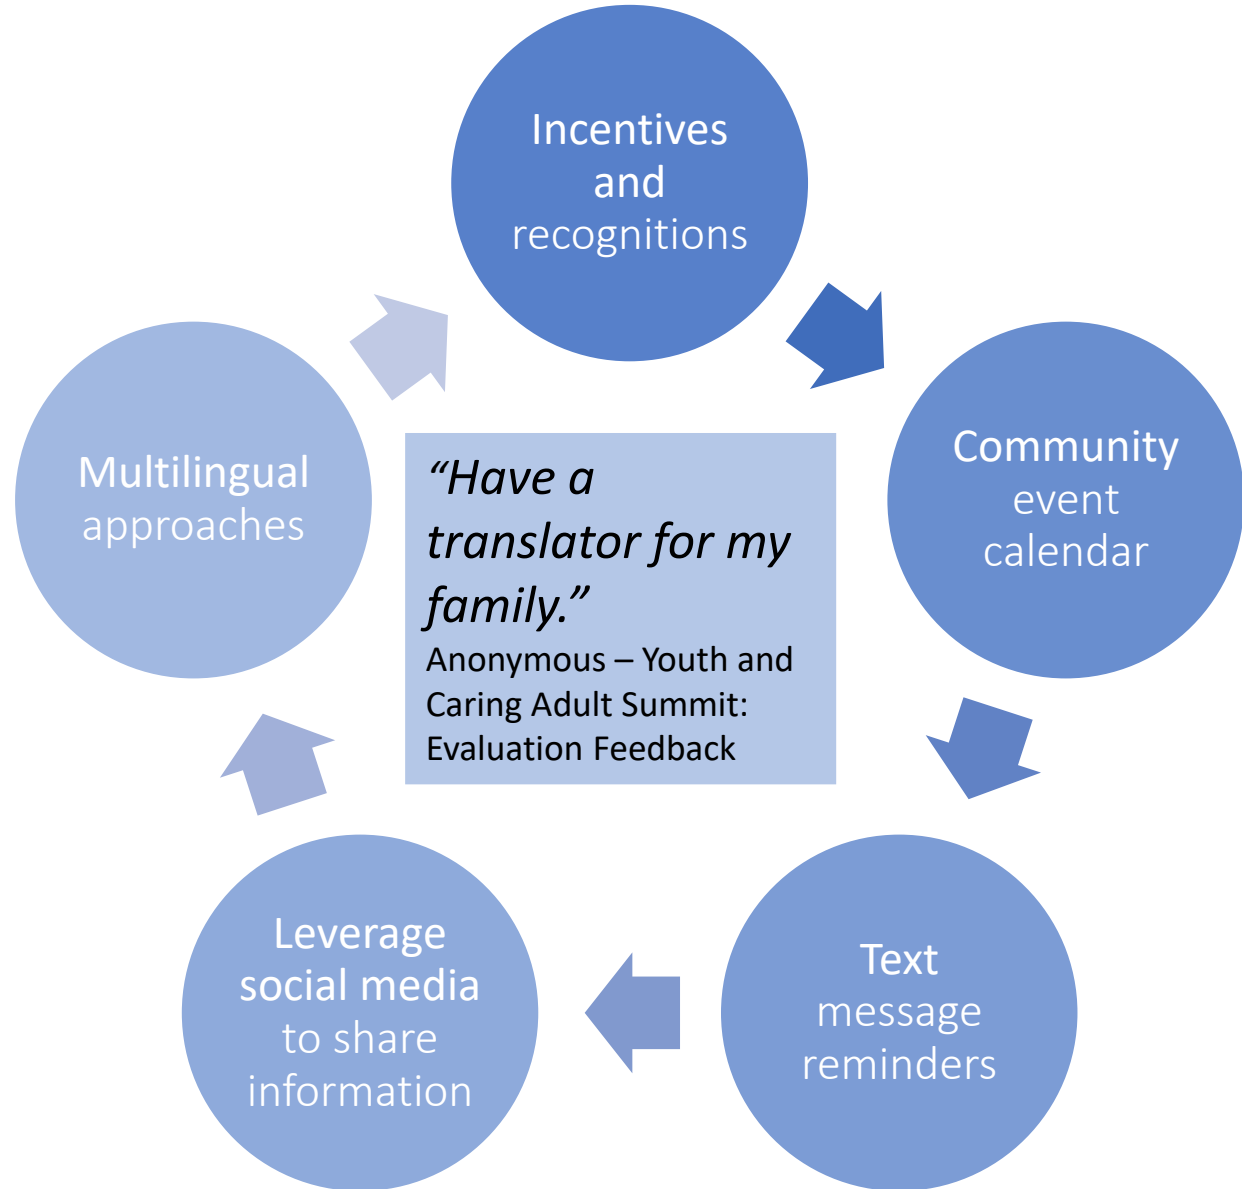 Incentives
and
recognitions
Community
event
calendar
Text
message
reminders
Leverage
social media
to share
information
Multilingual
approaches
“Have a
translator for my
family.”
Anonymous – Youth and
Caring Adult Summit:
Evaluation Feedback